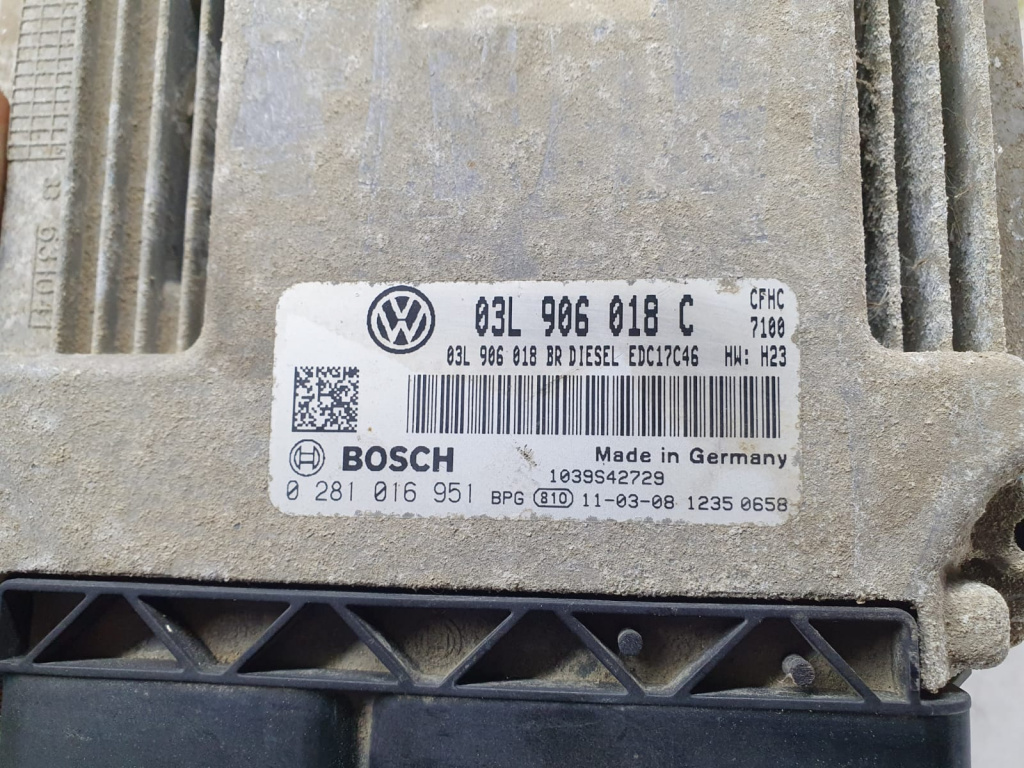 03L 906 018 C
CFHC
7100
03L 906 018 BR DIESEL EDC17C46 HW: H23
BOSCH
Made in Germany
1039S42729
0 281 016 951 BPG 810 11-03-08 1235 0658